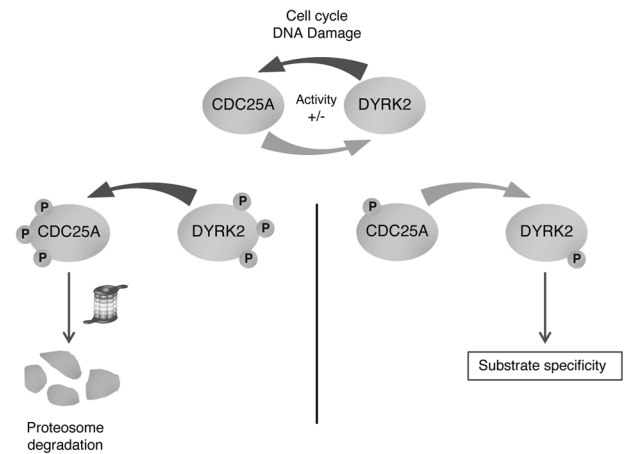 Cell cycle
DNA Damage
CDC25A
Activity
+/-
DYRK2
P
P
P
CDC25A
DYRK2
P
P
P
Proteosome
degradation
P
CDC25A
DYRK2
P
Substrate specificity